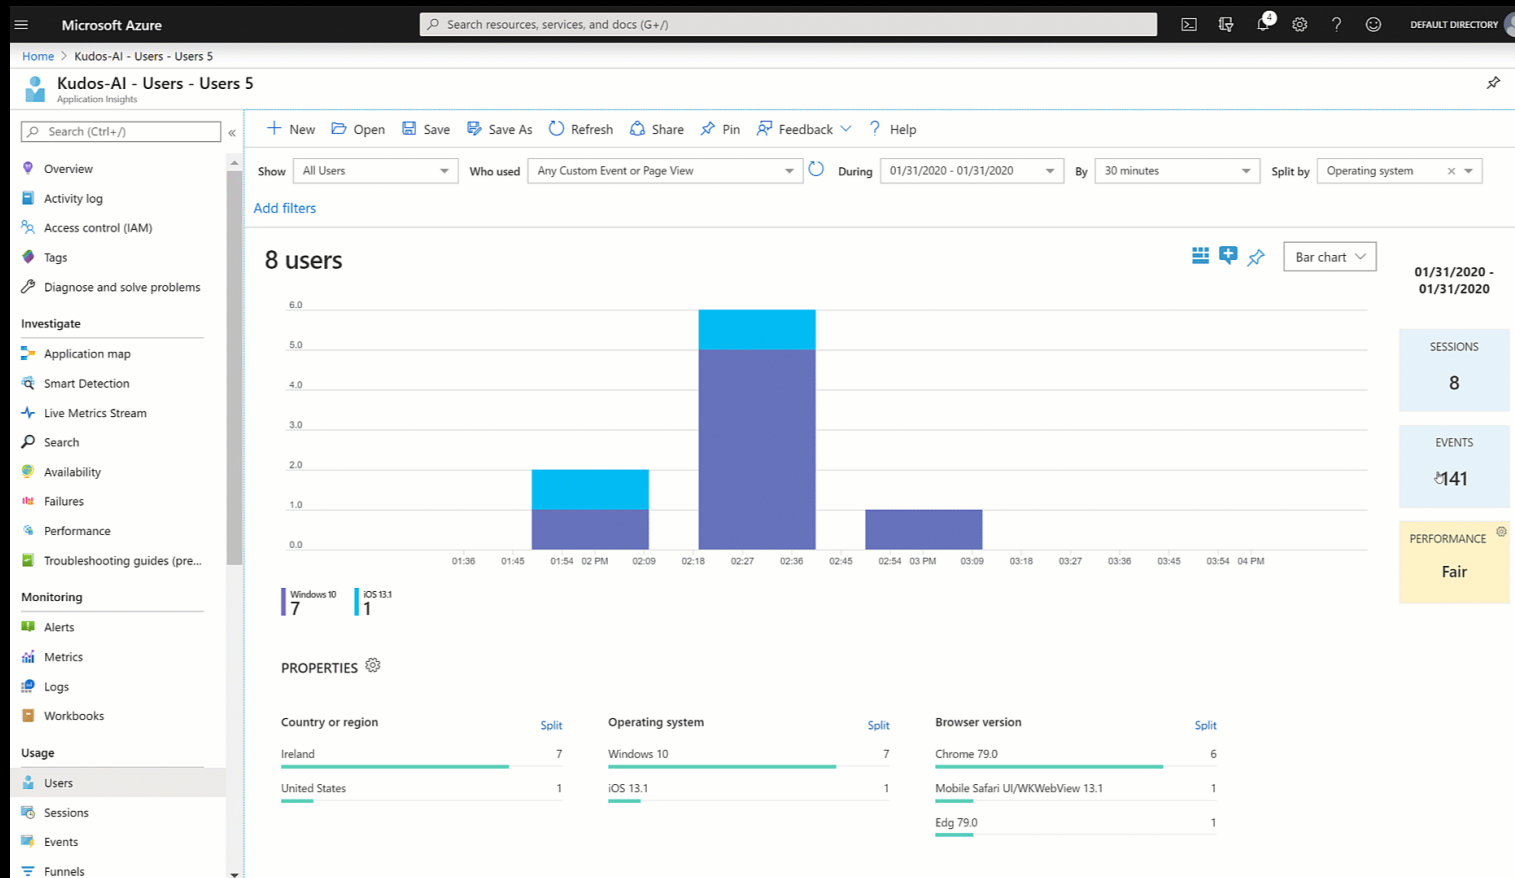 Microsoft Azure
Search resources, services, and docs (G+/)
4
DEFAULT DIRECTORY
Home > Kudos-AI - Users - Users 5
Kudos-AI - Users - Users 5
Application Insights
Search (Ctrl+/)
«
Overview
Activity log
Access control (IAM)
Tags
Diagnose and solve problems
Investigate
Application map
Smart Detection
Live Metrics Stream
Search
Availability
Failures
Performance
Troubleshooting guides (pre...
Monitoring
Alerts
Metrics
Logs
Workbooks
Usage
Users
Sessions
Events
Funnels
New Open Save Save As Refresh Share Pin Feedback ? Help
Show All Users Who used Any Custom Event or Page View During 01/31/2020 - 01/31/2020 By 30 minutes Split by Operating system ×
Add filters
8 users
Bar chart
6.0
5.0
4.0
3.0
2.0
1.0
0.0
01:36 01:45 01:54 02 PM 02:09 02:18 02:27 02:36 02:45 02:54 03 PM 03:09 03:18 03:27 03:36 03:45 03:54 04 PM
Windows 10 iOS 13.1
7 1
01/31/2020 -
01/31/2020
SESSIONS
8
EVENTS
141
PERFORMANCE
Fair
PROPERTIES
Country or region Split
Ireland 7
United States 1
Operating system Split
Windows 10 7
iOS 13.1 1
Browser version Split
Chrome 79.0 6
Mobile Safari UI/WKWebView 13.1 1
Edg 79.0 1